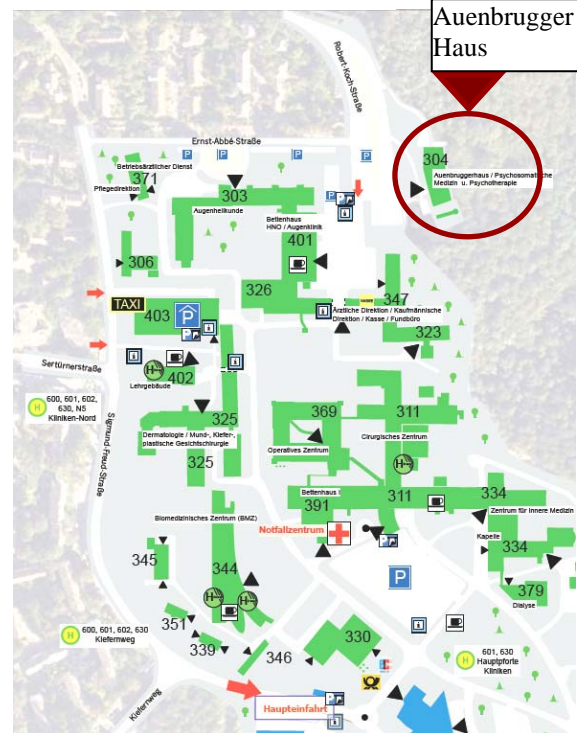 Auenbrugger
Haus
Robert-Koch-Straße
Ernst-Abbé-Straße
304
Auenbruggerhaus / Psychosomatische
Medizin u. Psychotherapie
Betriebsärztlicher Dienst
371
Pflegedirektion
303
Augenheilkunde
Bettenhaus
HNO / Augenklinik
401
306
326
347
TAXI
403
P
Ärztliche Direktion / Kaufmännische
Direktion / Kasse / Fundbüro
323
Sertürnerstraße
402
Lehrgebäude
H
600, 601, 602,
630, N5
Kliniken-Nord
Sigmund-Freud-Straße
325
Dermatologie / Mund-, Kiefer-,
plastische Gesichtschirurgie
325
369
311
Cirurgisches Zentrum
Operatives Zentrum
Bettenhaus I
391
311
334
Zentrum für Innere Medizin
Biomedizinisches Zentrum (BMZ)
Notfallzentrum
Kapelle
334
345
344
P
379
Dialyse
351
339
346
330
H
600, 601, 602, 630
Kiefernweg
H
601, 630
Hauptpforte
Kliniken
Kiefernweg
Haupteinfahrt